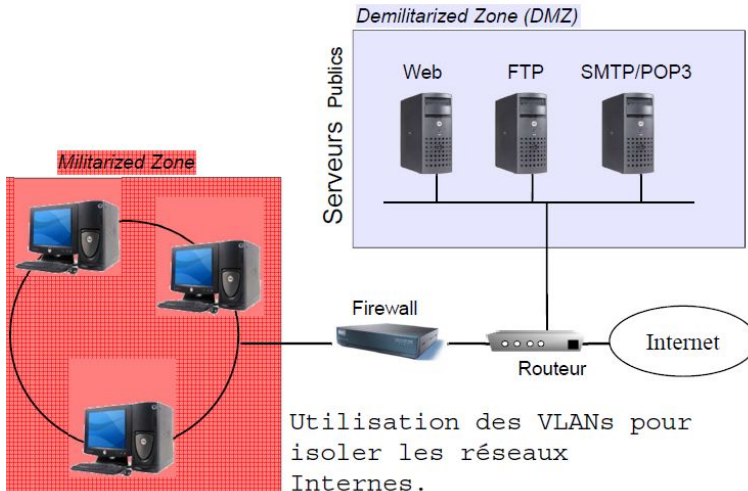 Demilitarized Zone (DMZ)
Serveurs Publics
Web
FTP
SMTP/POP3
Militarized Zone
Firewall
Routeur
Internet
Utilisation des VLANs pour
isoler les réseaux
Internes.